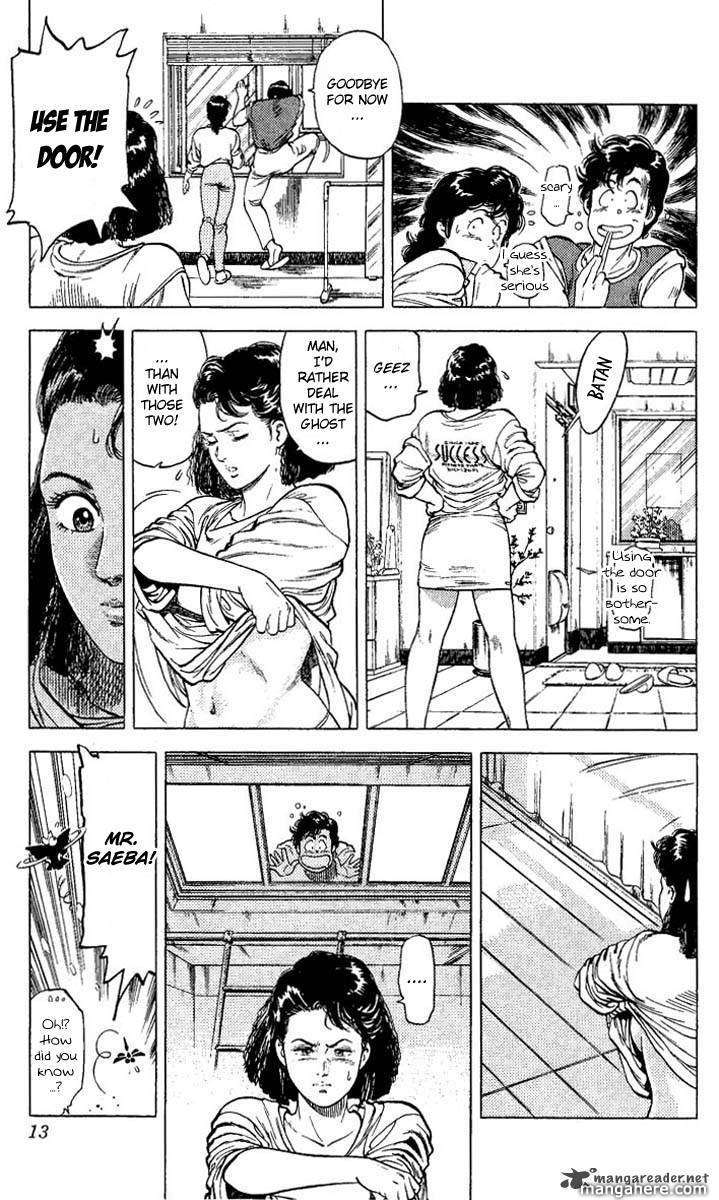 scary
...
I guess
she's
serious
GOODBYE
FOR NOW
...
USE THE
DOOR!
BATAN
GEEZ
...
Using
the door
is so
bother-
some.
MAN,
I'D
RATHER
DEAL
WITH THE
GHOST
...
...
THAN
WITH
THOSE
TWO!
SUCCESS
....
MR.
SAEBA!
...
Oh!?
How
did you
know
...?
13
mangareader.net
mangahere.com